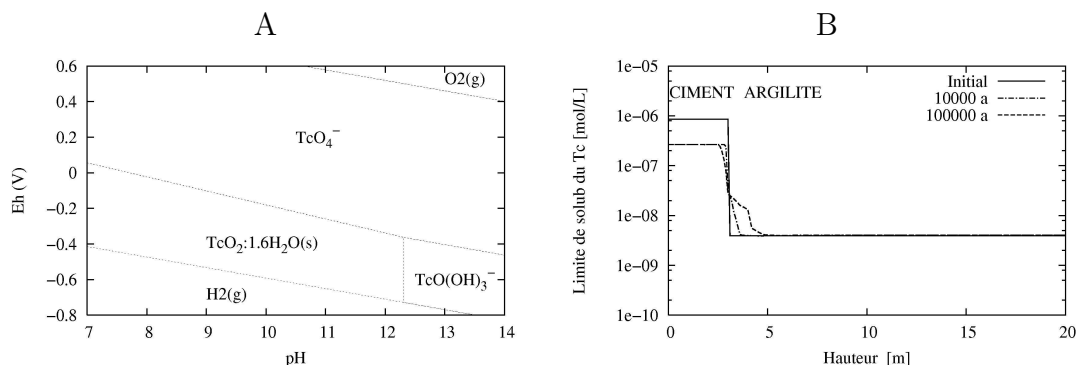 A
0.6
0.4
0.2
0
−0.2
−0.4
−0.6
−0.8
Eh (V)
O2(g)
TcO₄⁻
TcO₂:1.6H₂O(s)
TcO(OH)₃⁻
H2(g)
7 8 9 10 11 12 13 14
pH
B
1e−05
1e−06
1e−07
1e−08
1e−09
1e−10
Limite de solub du Tc [mol/L]
CIMENT ARGILITE
Initial
10000 a
100000 a
0 5 10 15 20
Hauteur [m]